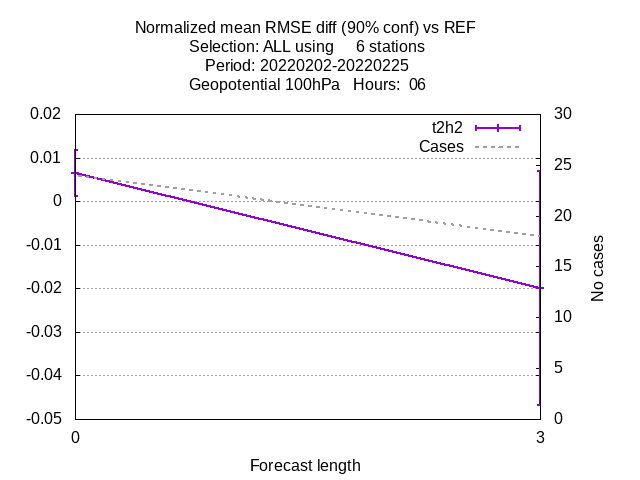 Normalized mean RMSE diff (90% conf) vs REF
Selection: ALL using     6 stations
Period: 20220202-20220225
Geopotential 100hPa   Hours:  06
t2h2
Cases
0.02
0.01
0
-0.01
-0.02
-0.03
-0.04
-0.05
30
25
20
15
10
5
0
No cases
0
3
Forecast length